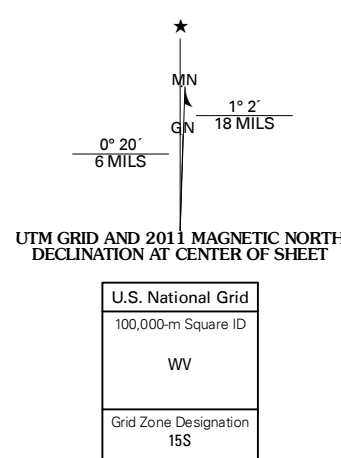 ★
MN
1° 2´
18 MILS
GN
0° 20´
6 MILS
UTM GRID AND 2011 MAGNETIC NORTH
DECLINATION AT CENTER OF SHEET
U.S. National Grid
100,000-m Square ID
WV
Grid Zone Designation
15S